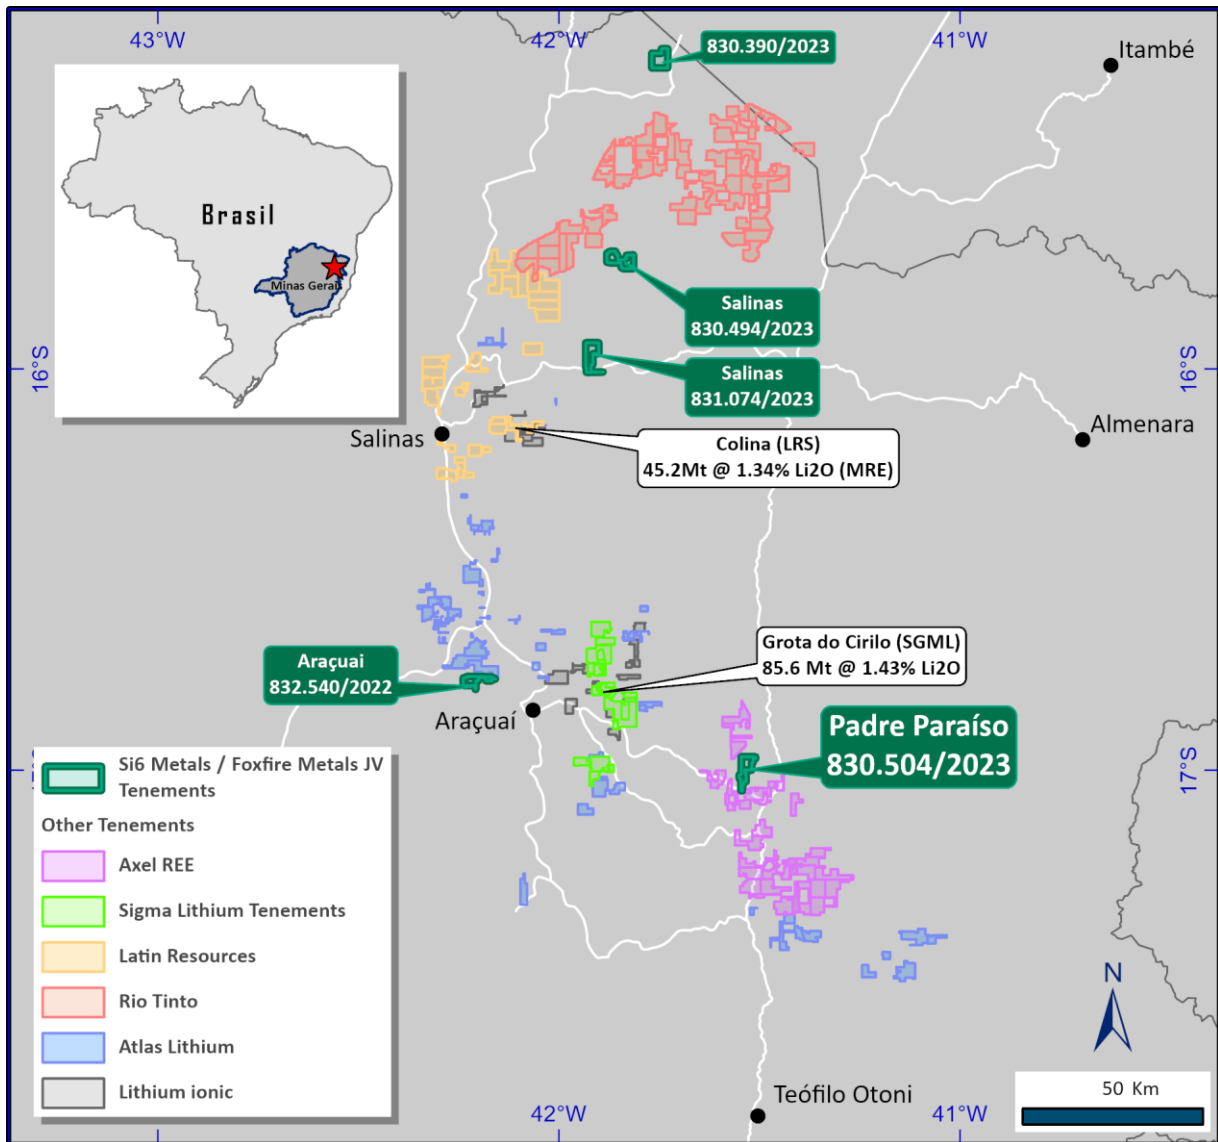 43°W
42°W
41°W
830.390/2023
Itambé
Brasil
Minas Gerais
Salinas
830.494/2023
16°S
16°S
Salinas
831.074/2023
Salinas
Almenara
Colina (LRS)
45.2Mt @ 1.34% Li2O (MRE)
Grota do Cirilo (SGML)
85.6 Mt @ 1.43% Li2O
Araçuai
832.540/2022
Araçuaí
Padre Paraíso
830.504/2023
17°S
Si6 Metals / Foxfire Metals JV
Tenements
Other Tenements
Axel REE
Sigma Lithium Tenements
Latin Resources
Rio Tinto
Atlas Lithium
Lithium ionic
N
50 Km
Teófilo Otoni
42°W
41°W